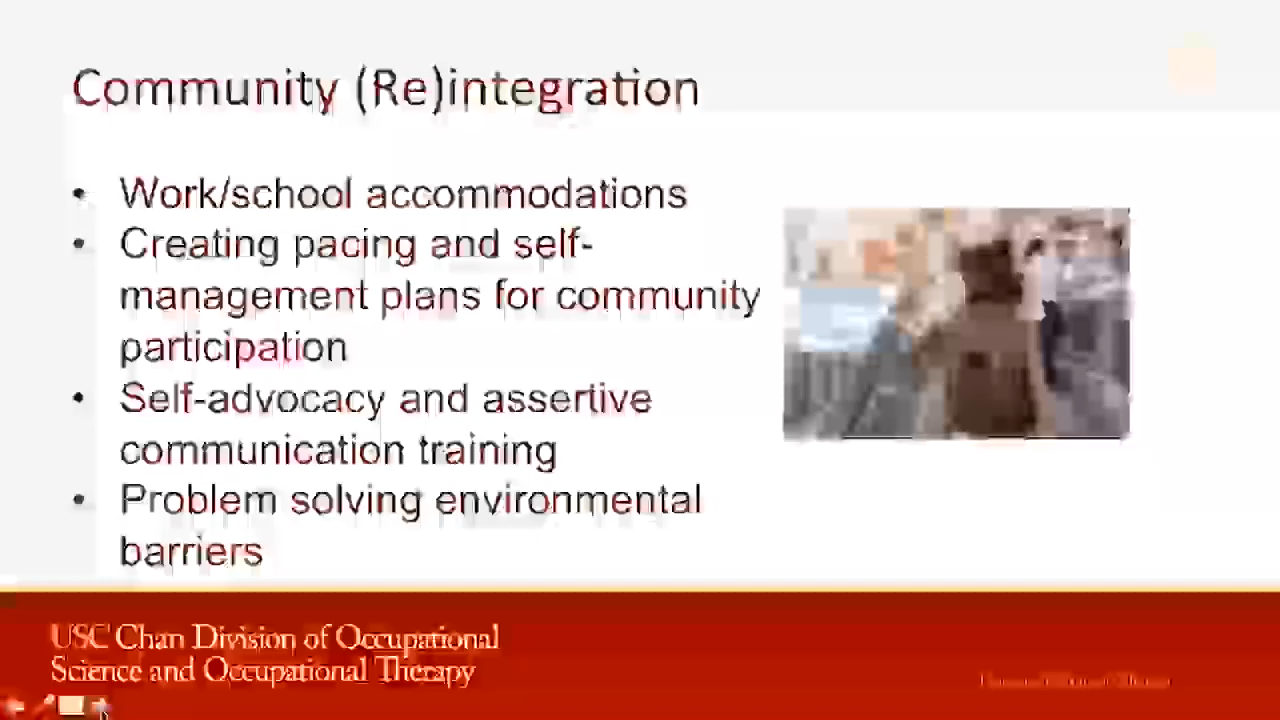 Community (Re)integration
• Work/school accommodations
• Creating pacing and self-
management plans for community
participation
• Self-advocacy and assertive
communication training
• Problem solving environmental
barriers
USC Chan Division of Occupational
Science and Occupational Therapy